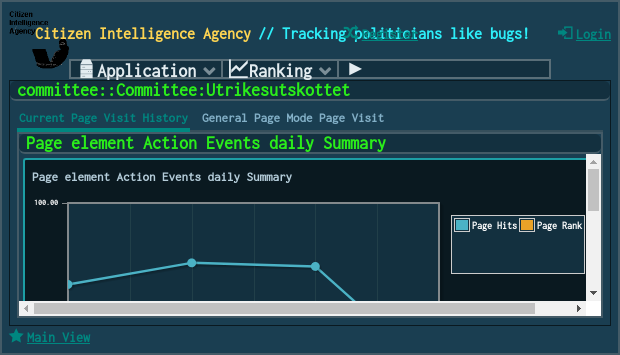 Citizen
Intelligence
Agency
Citizen Intelligence Agency // Tracking politicians like bugs!
Register
Login
Application
Ranking
committee::Committee:Utrikesutskottet
Current Page Visit History
General Page Mode Page Visit
Page element Action Events daily Summary
Page element Action Events daily Summary
100.00
Page Hits
Page Rank
Main View